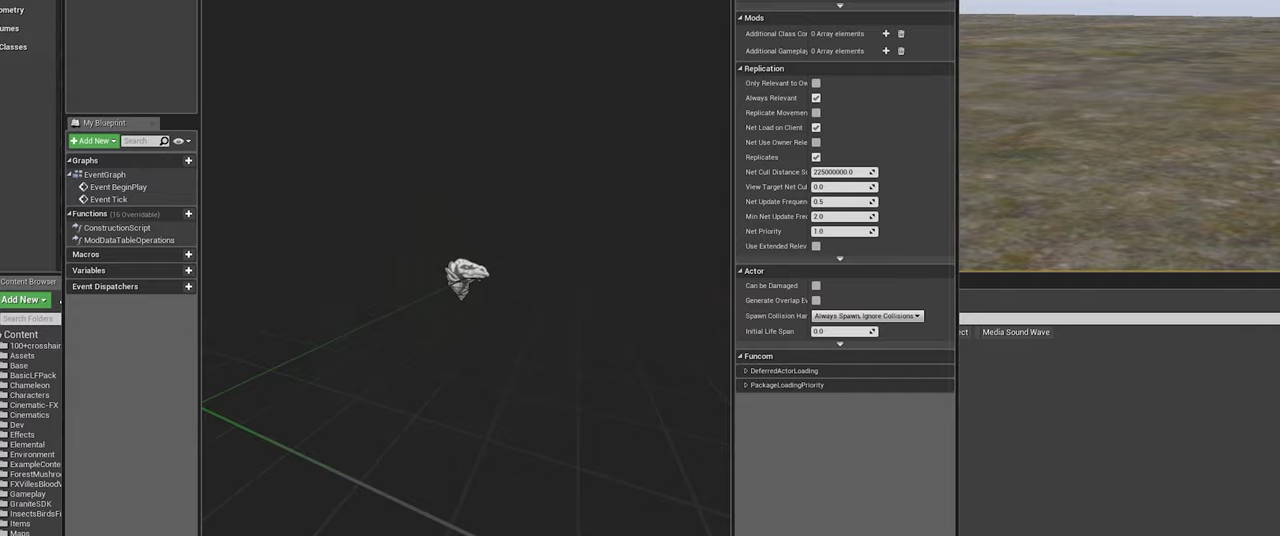 ometry
umes
Classes
My Blueprint
Add New
Search
Graphs
EventGraph
Event BeginPlay
Event Tick
Functions (16 Overridable)
ConstructionScript
ModDataTableOperations
Macros
Variables
Event Dispatchers
Content Browser
Add New
Search Folders
Content
100+crosshair
Assets
Base
BasicLFPack
Chameleon
Characters
Cinematic-FX
Cinematics
Dev
Effects
Elemental
Environment
ExampleConte
ForestMushro
FXVillesBloodV
Gameplay
GraniteSDK
InsectsBirdsFi
Items
Maps
Mods
Additional Class Cor 0 Array elements
Additional Gameplay 0 Array elements
Replication
Only Relevant to Ow
Always Relevant
Replicate Movemen
Net Load on Client
Net Use Owner Rele
Replicates
Net Cull Distance Sc 225000000.0
View Target Net Cul 0.0
Net Update Frequen 0.5
Min Net Update Fre 2.0
Net Priority 1.0
Use Extended Relev
Actor
Can be Damaged
Generate Overlap Ev
Spawn Collision Har Always Spawn, Ignore Collisions
Initial Life Span 0.0
Funcom
DeferredActorLoading
PackageLoadingPriority
ect Media Sound Wave